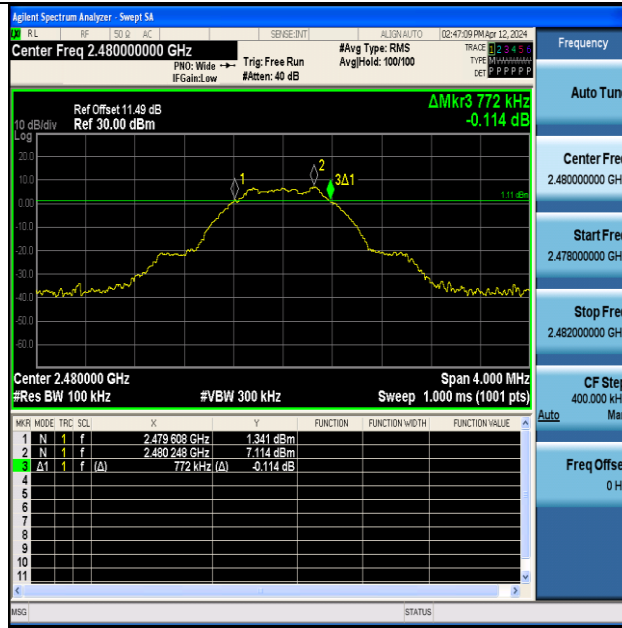 Agilent Spectrum Analyzer - Swept SA
RL RF 50 Ω AC SENSE:INT ALIGN AUTO 02:47:09 PM Apr 12, 2024
Center Freq 2.480000000 GHz
PNO: Wide
IFGain:Low
Trig: Free Run
#Atten: 40 dB
#Avg Type: RMS
Avg|Hold: 100/100
TRACE 1 2 3 4 5 6
TYPE
DET P P P P P P
ΔMkr3 772 kHz
-0.114 dB
Ref Offset 11.49 dB
10 dB/div Ref 30.00 dBm
Log
20.0
10.0
0.00
-10.0
-20.0
-30.0
-40.0
-50.0
-60.0
1
2
3Δ1
1.11 dBm
Center 2.480000 GHz Span 4.000 MHz
#Res BW 100 kHz #VBW 300 kHz Sweep 1.000 ms (1001 pts)
MKR MODE TRC SCL X Y FUNCTION FUNCTION WIDTH FUNCTION VALUE
1 N 1 f 2.479 608 GHz 1.341 dBm
2 N 1 f 2.480 248 GHz 7.114 dBm
3 Δ1 1 f (Δ) 772 kHz (Δ) -0.114 dB
4
5
6
7
8
9
10
11
MSG STATUS
Frequency
Auto Tun
Center Fre
2.480000000 GH
Start Fre
2.478000000 GH
Stop Fre
2.482000000 GH
CF Ste
400.000 kH
Auto Ma
Freq Offse
0 H